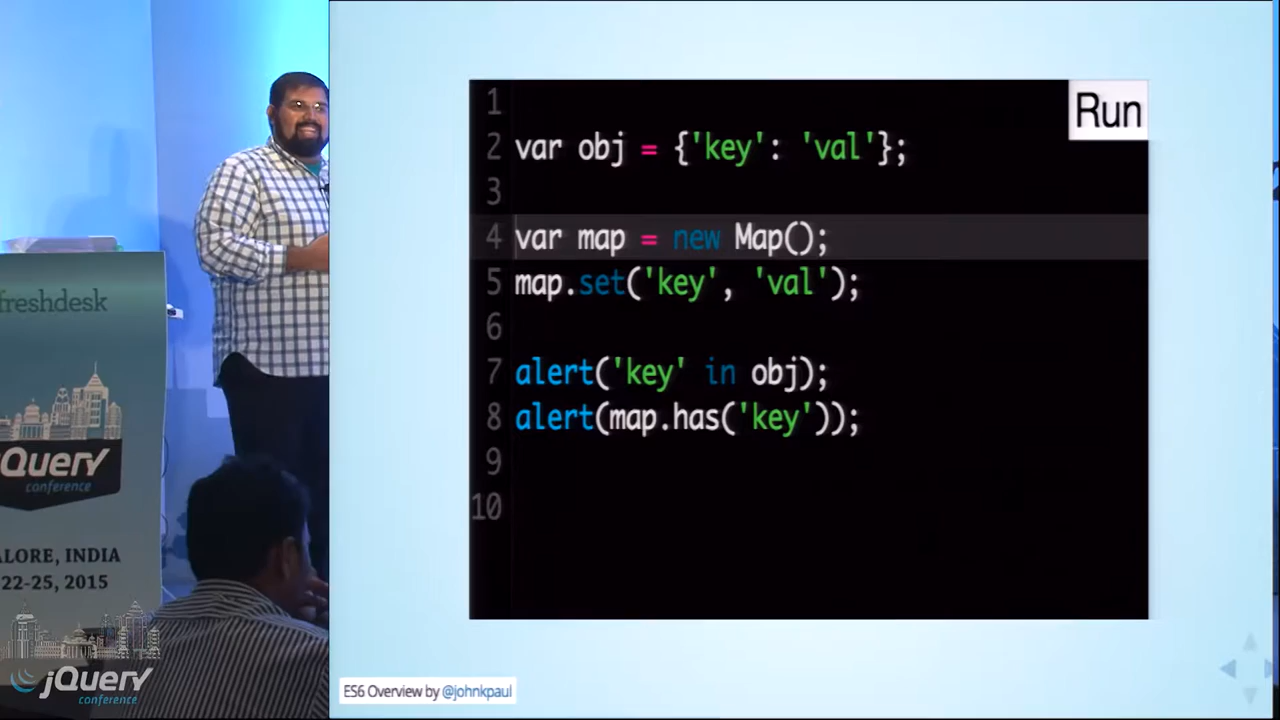 freshdesk
jQuery
conference
ALORE, INDIA
22-25, 2015
jQuery
conference
Run
1
2 var obj = {'key': 'val'};
3
4 var map = new Map();
5 map.set('key', 'val');
6
7 alert('key' in obj);
8 alert(map.has('key'));
9
10
ES6 Overview by @johnkpaul